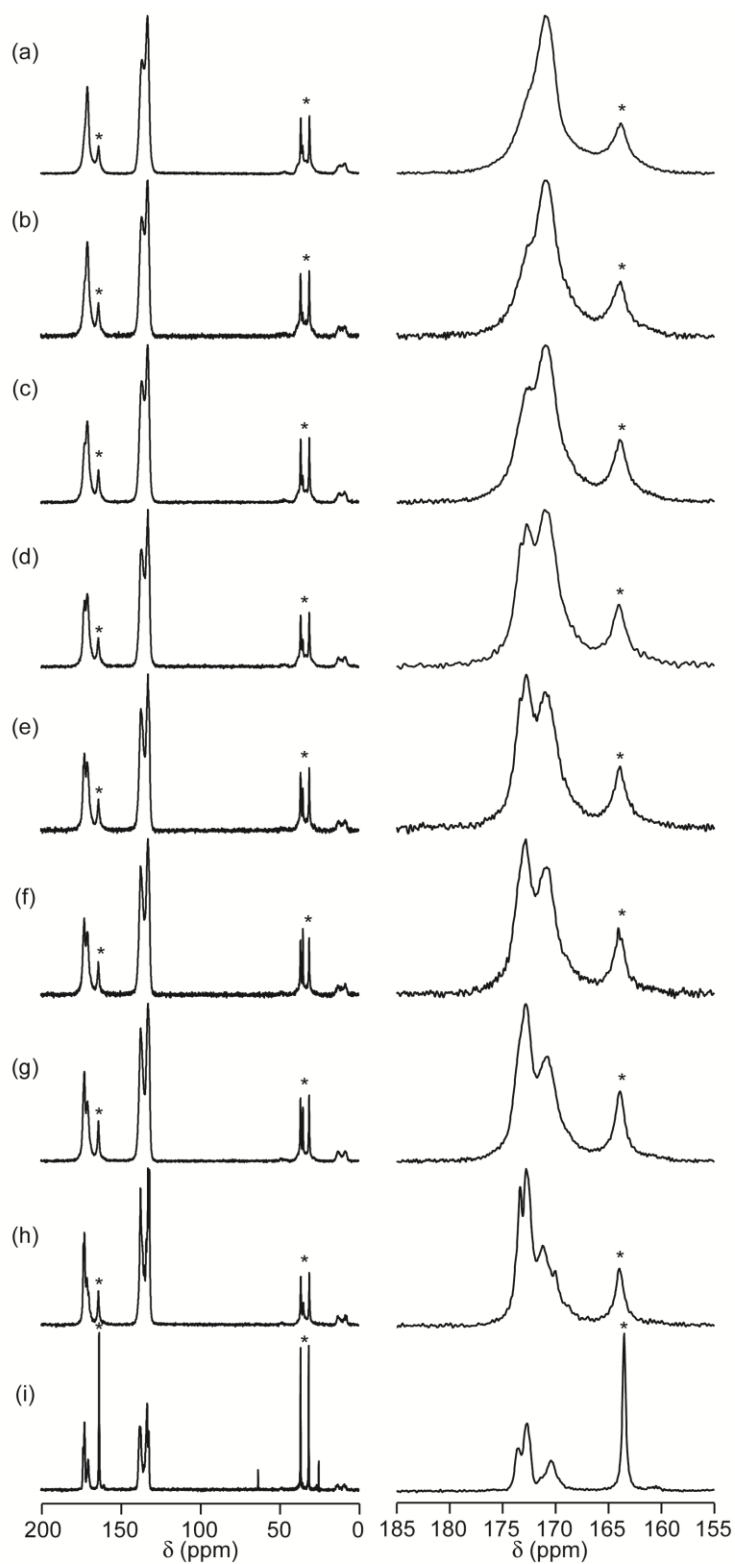 (a)
* * *
(b)
* * *
(c)
* * *
(d)
* * *
(e)
* * *
(f)
* * *
(g)
* * *
(h)
* * *
* *
(i)
200 150 100 50 0 185 180 175 170 165 160 155
δ (ppm) δ (ppm)